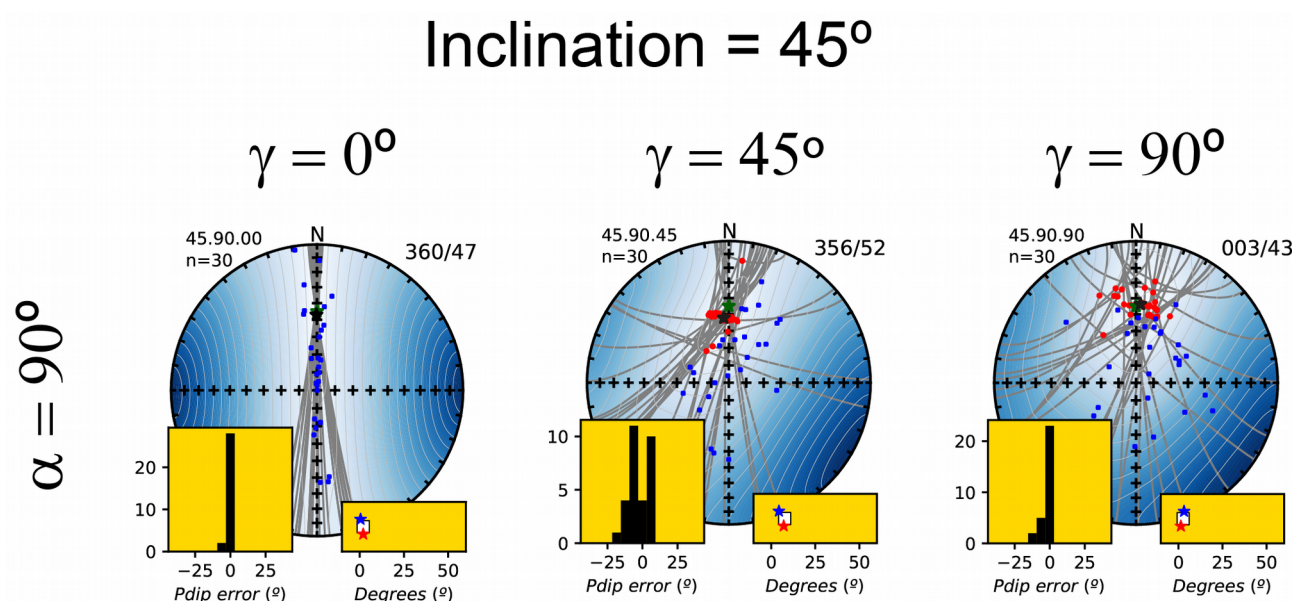 Inclination = 45º
γ = 0º
γ = 45º
γ = 90º
α = 90º
N
45.90.00
n=30
360/47
20
10
0
−25 0 25
Pdip error (º)
0 25 50
Degrees (º)
N
45.90.45
n=30
356/52
10
5
0
−25 0 25
Pdip error (º)
0 25 50
Degrees (º)
N
45.90.90
n=30
003/43
20
10
0
−25 0 25
Pdip error (º)
0 25 50
Degrees (º)